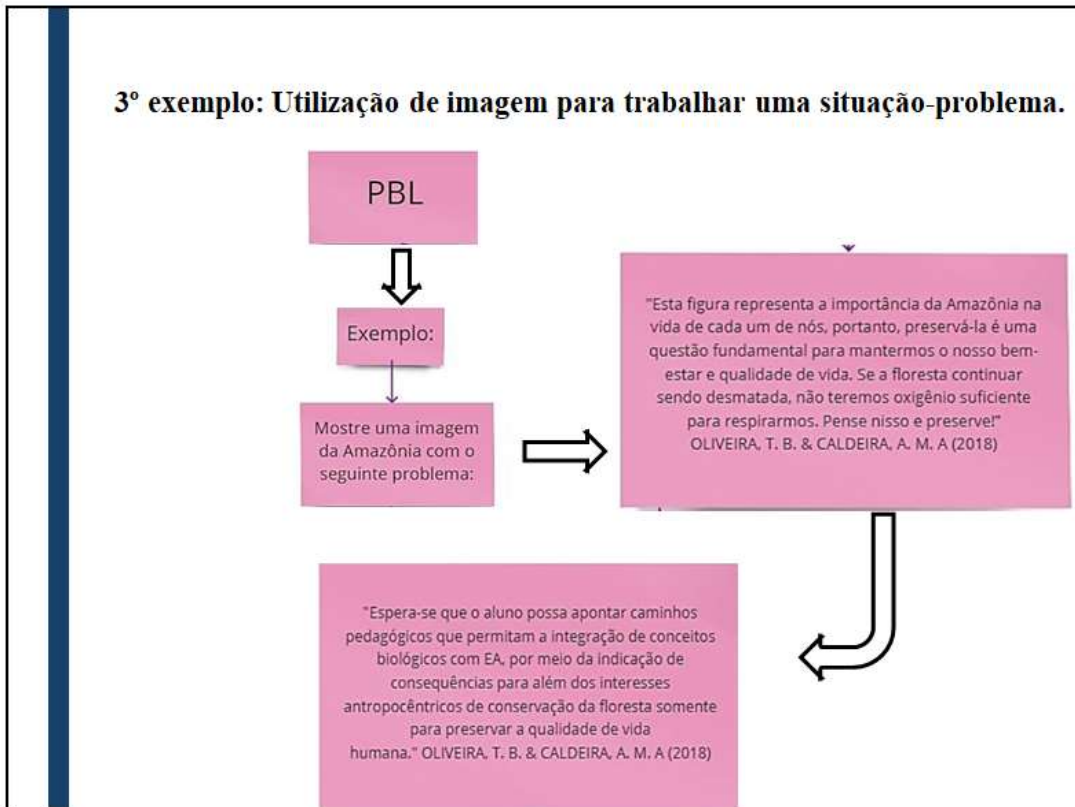 3º exemplo: Utilização de imagem para trabalhar uma situação-problema.
PBL
Exemplo:
Mostre uma imagem
da Amazônia com o
seguinte problema:
"Esta figura representa a importância da Amazônia na
vida de cada um de nós, portanto, preservá-la é uma
questão fundamental para mantermos o nosso bem-
estar e qualidade de vida. Se a floresta continuar
sendo desmatada, não teremos oxigênio suficiente
para respirarmos. Pense nisso e preserve!"
OLIVEIRA, T. B. & CALDEIRA, A. M. A (2018)
"Espera-se que o aluno possa apontar caminhos
pedagógicos que permitam a integração de conceitos
biológicos com EA, por meio da indicação de
consequências para além dos interesses
antropocêntricos de conservação da floresta somente
para preservar a qualidade de vida
humana." OLIVEIRA, T. B. & CALDEIRA, A. M. A (2018)